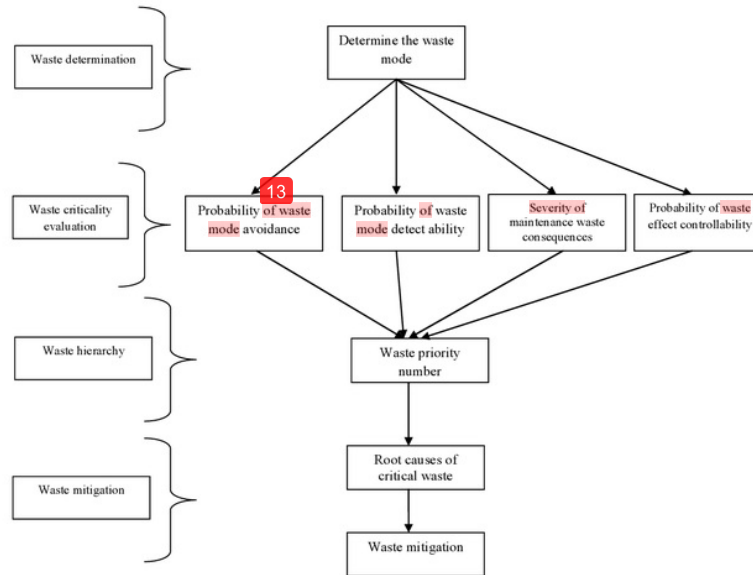 Waste determination
Determine the waste
mode
13
Waste criticality
evaluation
Probability of waste
mode avoidance
Probability of waste
mode detect ability
Severity of
maintenance waste
consequences
Probability of waste
effect controllability
Waste hierarchy
Waste priority
number
Waste mitigation
Root causes of
critical waste
Waste mitigation